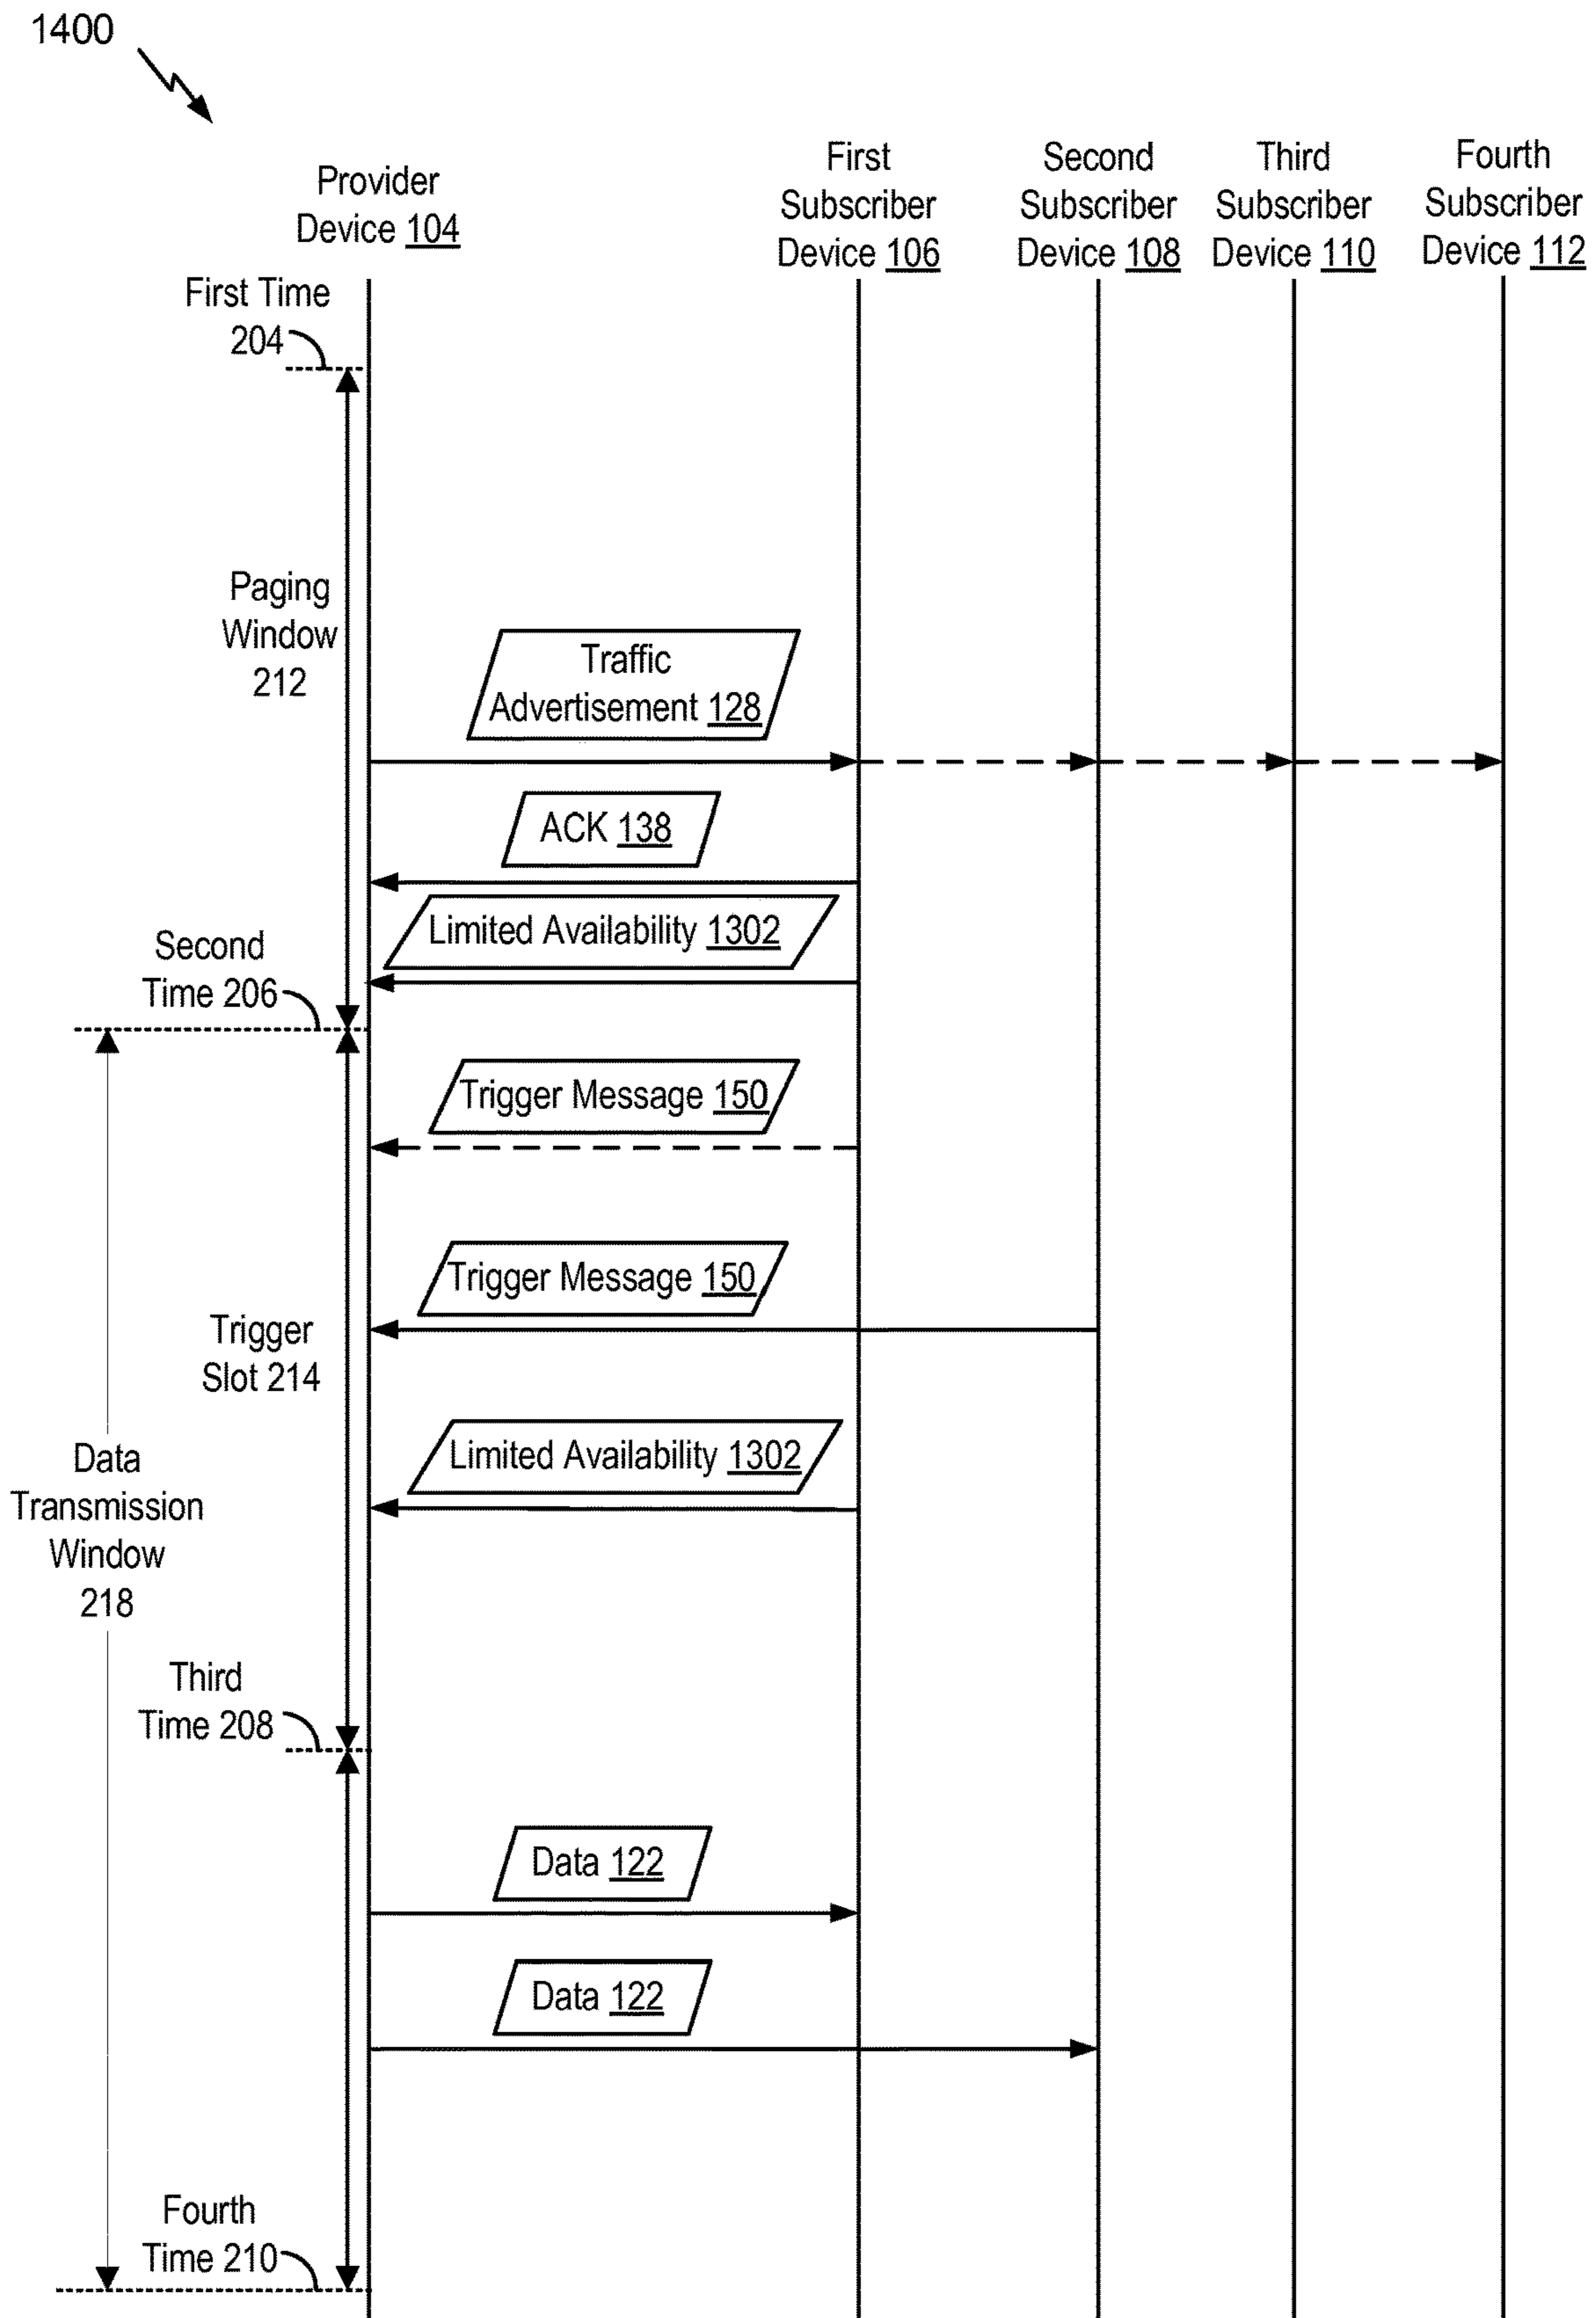 1400
Provider
Device 104
First
Subscriber
Device 106
Second
Subscriber
Device 108
Third
Subscriber
Device 110
Fourth
Subscriber
Device 112
First Time
204
Paging
Window
212
Traffic
Advertisement 128
ACK 138
Limited Availability 1302
Second
Time 206
Trigger Message 150
Trigger Message 150
Trigger
Slot 214
Limited Availability 1302
Data
Transmission
Window
218
Third
Time 208
Data 122
Data 122
Fourth
Time 210